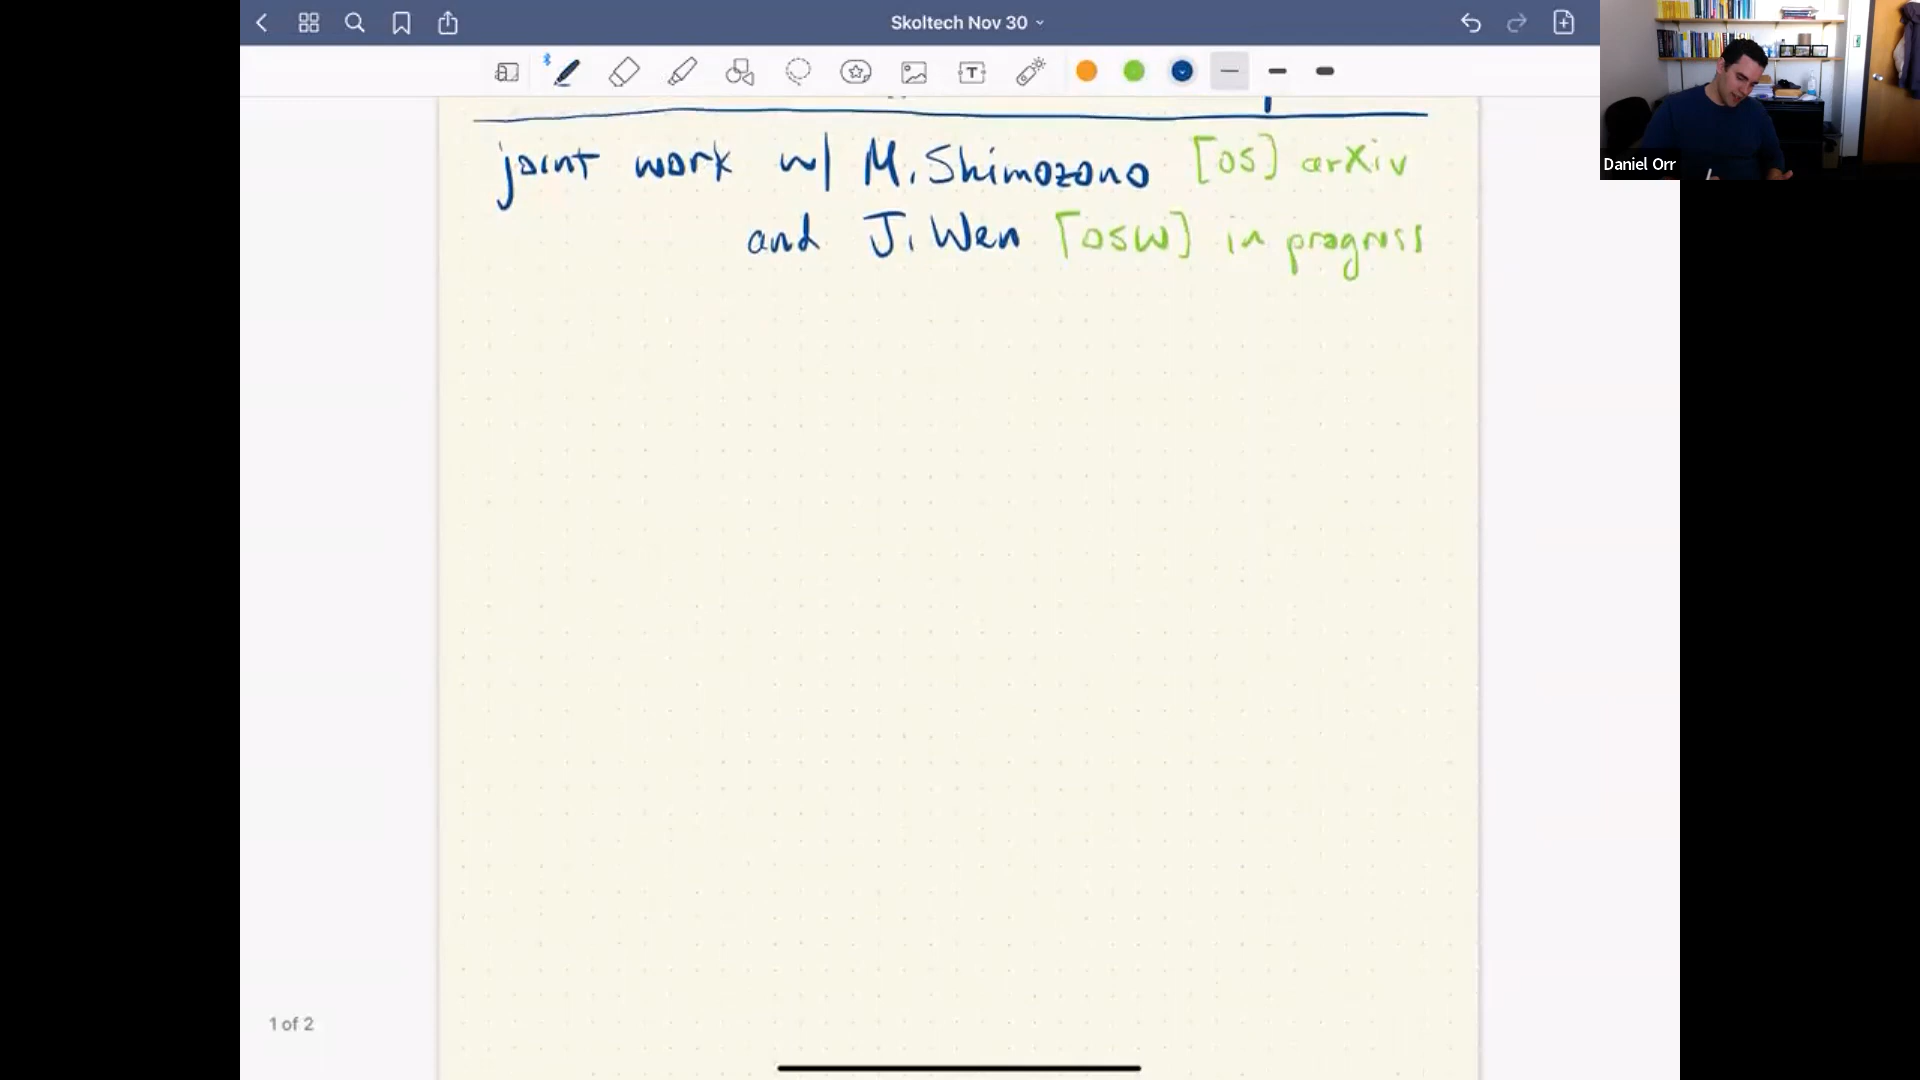 Skoltech Nov 30
Daniel Orr
joint work w/ M. Shimozono [OS] arXiv
and J. Wen [OSW] in progress
1 of 2